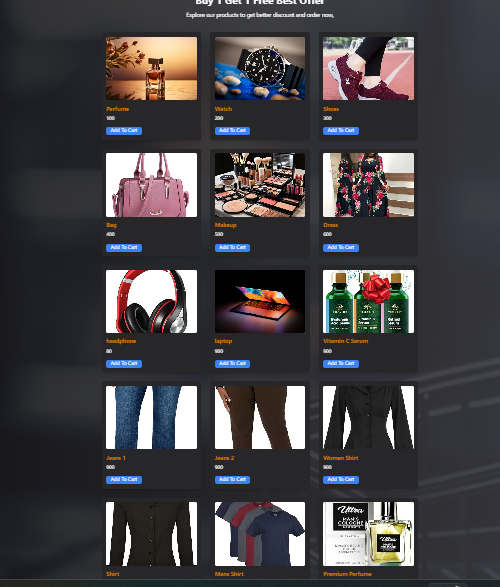 Buy 1 Get 1 Free Best Offer
Explore our products to get better discount and order now,
Perfume
100
Add To Cart
Watch
200
Add To Cart
Shoes
300
Add To Cart
Bag
400
Add To Cart
Makeup
500
Add To Cart
Dress
600
Add To Cart
headphone
80
Add To Cart
laptop
900
Add To Cart
Vitamin C Serum
900
Add To Cart
Jeans 1
900
Add To Cart
Jeans 2
900
Add To Cart
Women Shirt
900
Add To Cart
Shirt
Mans Shirt
Ultra
MAN'S
COLOGNE
Ultra
Premium Perfume